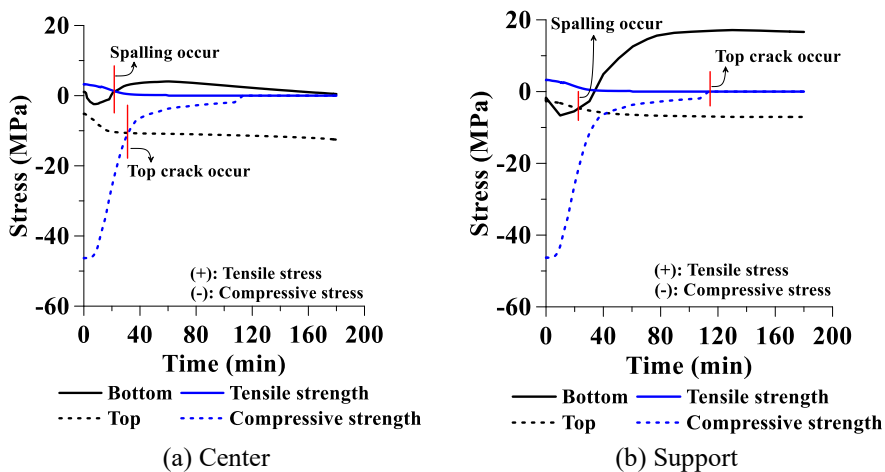 20
0
-20
-40
-60
Stress (MPa)
Spalling occur
Top crack occur
(+): Tensile stress
(-): Compressive stress
0 40 80 120 160 200
Time (min)
Bottom Tensile strength
Top Compressive strength
(a) Center
20
0
-20
-40
-60
Stress (MPa)
Spalling occur
Top crack occur
(+): Tensile stress
(-): Compressive stress
0 40 80 120 160 200
Time (min)
Bottom Tensile strength
Top Compressive strength
(b) Support